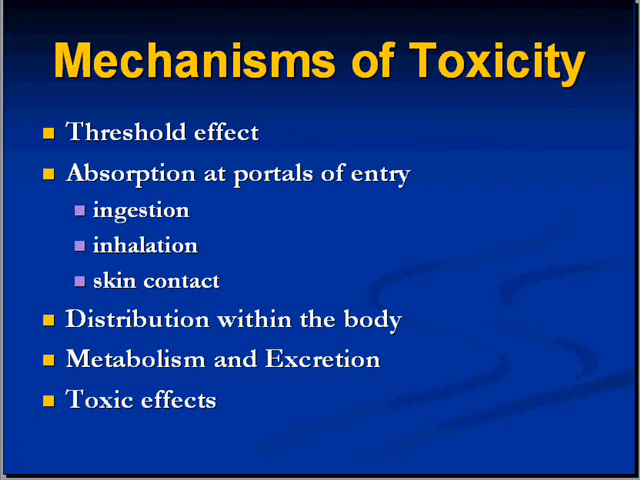 Mechanisms of Toxicity
Threshold effect
Absorption at portals of entry
ingestion
inhalation
skin contact
Distribution within the body
Metabolism and Excretion
Toxic effects